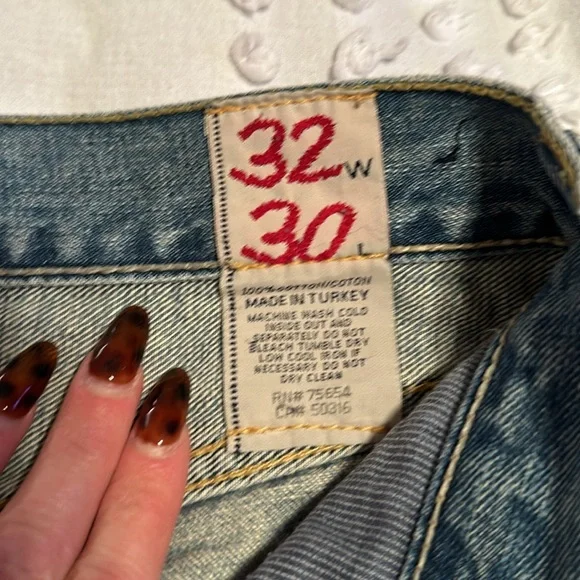 32 W
30 L
100% COTTON/COTON
MADE IN TURKEY
MACHINE WASH COLD
INSIDE OUT AND
SEPARATELY DO NOT
BLEACH TUMBLE DRY
LOW COOL IRON IF
NECESSARY DO NOT
DRY CLEAN
RN# 75654
CA# 50316